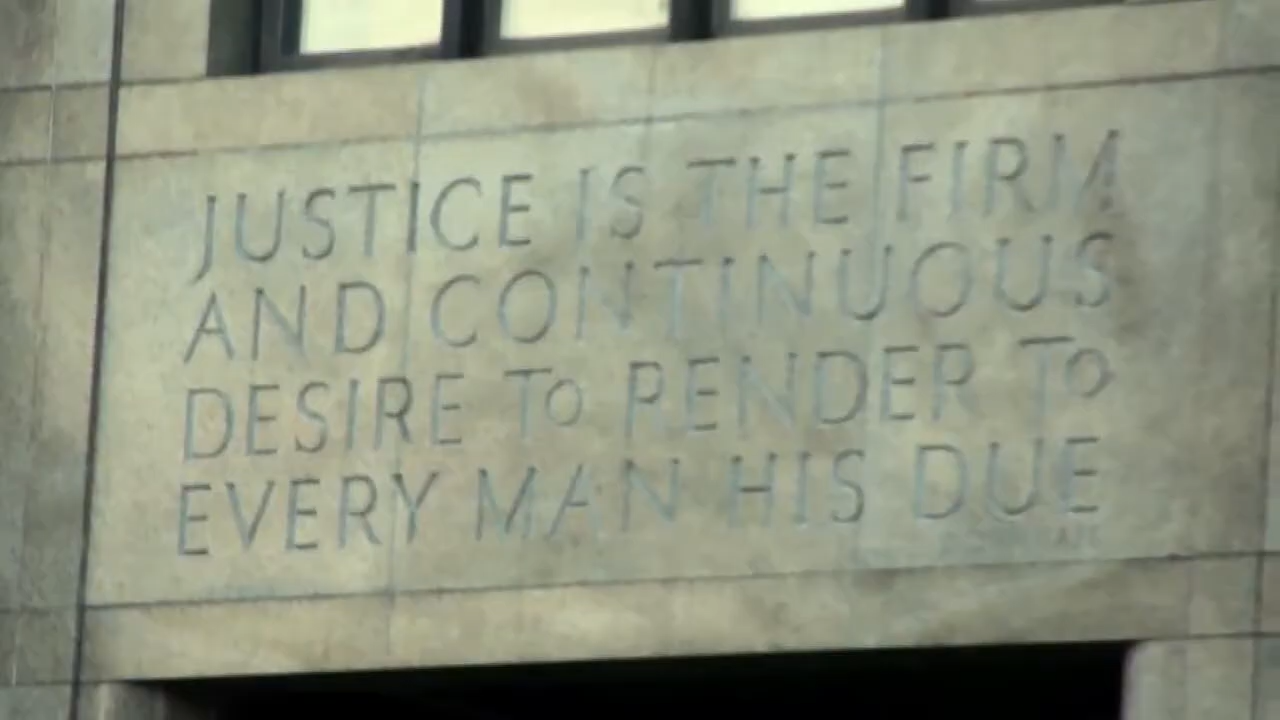 JUSTICE IS THE FIRM
AND CONTINUOUS
DESIRE To RENDER To
EVERY MAN HIS DUE